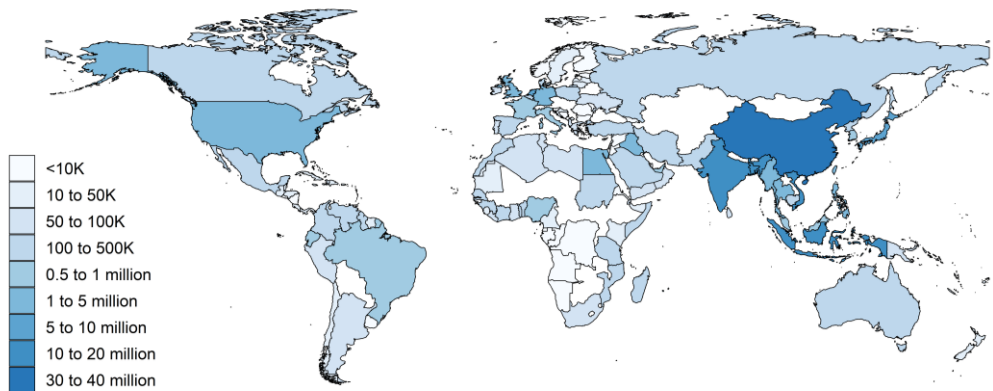 <10K
10 to 50K
50 to 100K
100 to 500K
0.5 to 1 million
1 to 5 million
5 to 10 million
10 to 20 million
30 to 40 million